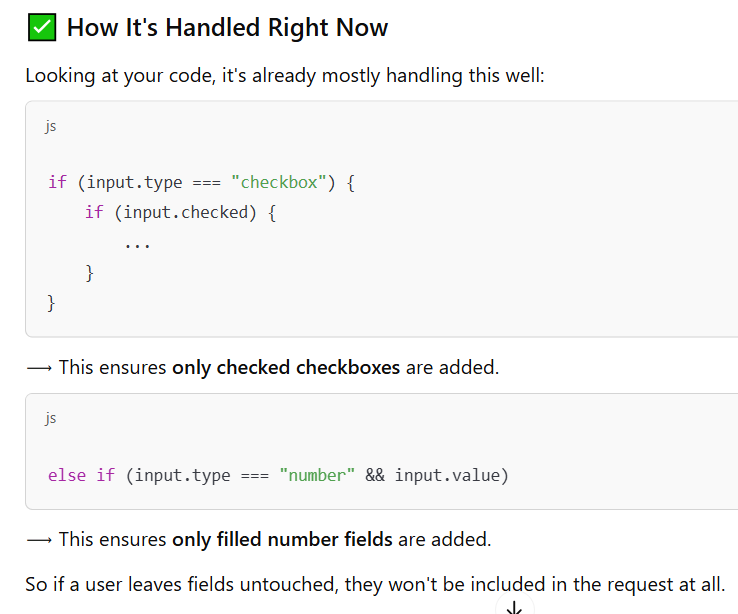 ✅ How It's Handled Right Now
Looking at your code, it's already mostly handling this well:
js
if (input.type === "checkbox") {
    if (input.checked) {
        ...
    }
}
⟶ This ensures only checked checkboxes are added.
js
else if (input.type === "number" && input.value)
⟶ This ensures only filled number fields are added.
So if a user leaves fields untouched, they won't be included in the request at all.